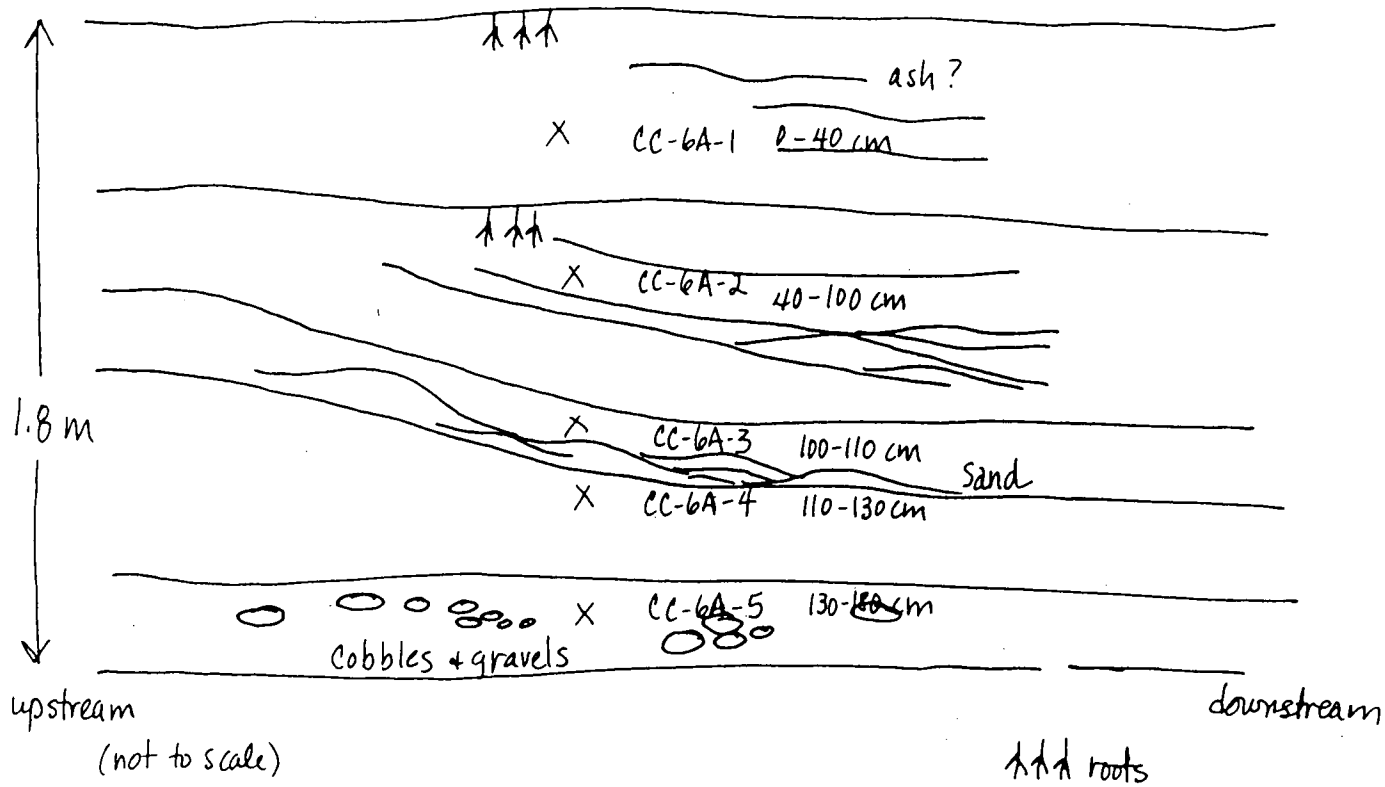 ash?
CC-6A-1 0-40 cm
CC-6A-2 40-100 cm
1.8 m
CC-6A-3 100-110 cm
Sand
CC-6A-4 110-130 cm
CC-6A-5 130-180 cm
Cobbles & gravels
upstream
downstream
(not to scale)
roots